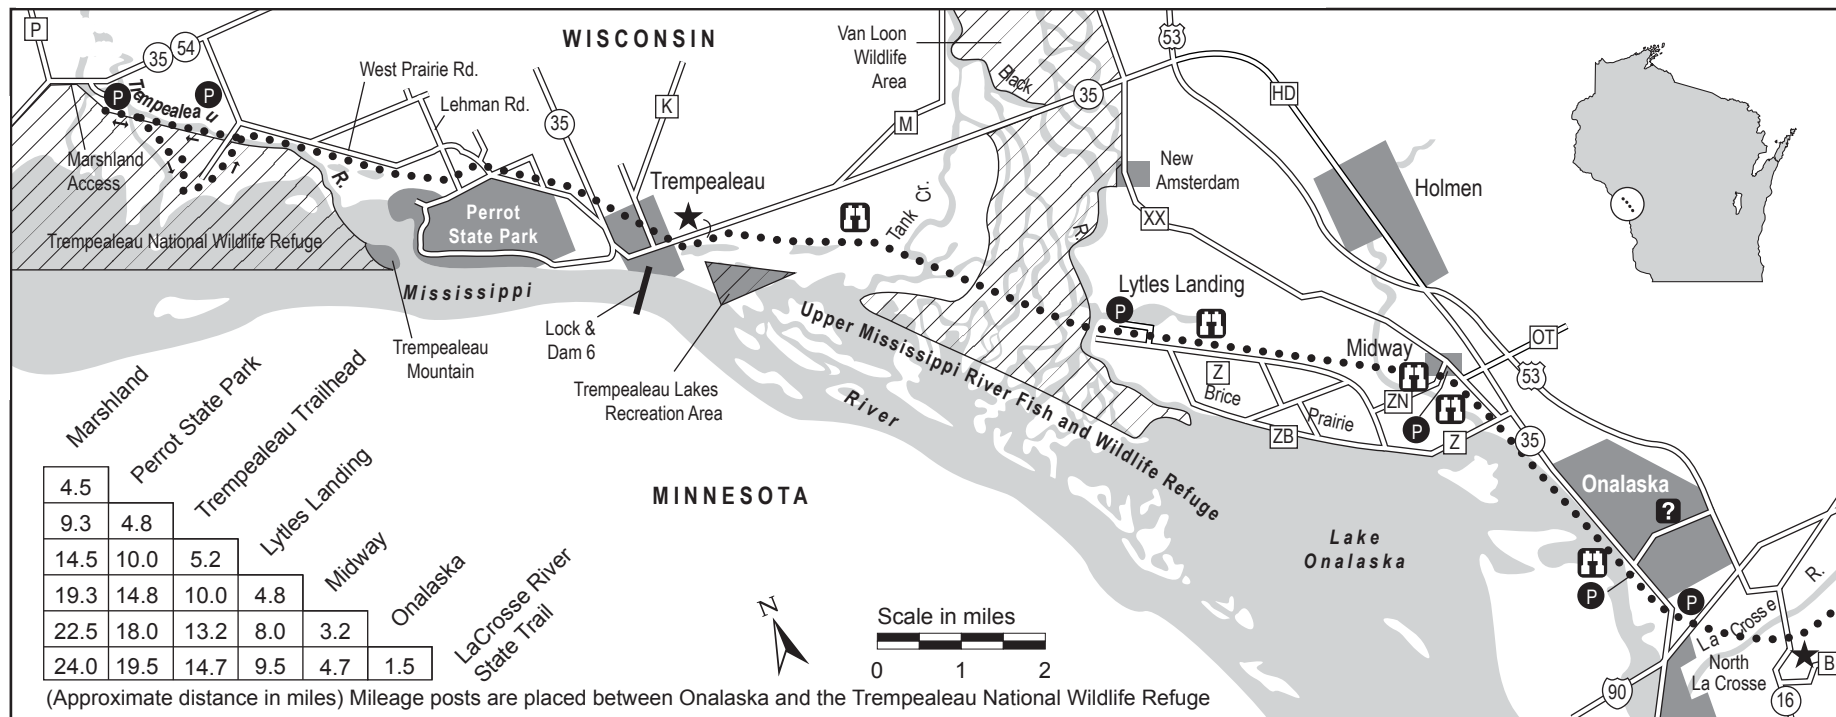 P
35
54
WISCONSIN
Van Loon
Wildlife
Area
53
West Prairie Rd.
Lehman Rd.
K
35
M
Black
35
HD
P
P
Trempealeau
R.
Marshland
Access
Trempealeau
New
Amsterdam
Holmen
Perrot
State Park
Tank Cr.
XX
R.
Trempealeau National Wildlife Refuge
Lytles Landing
P
Mississippi
River
Upper Mississippi River Fish and Wildlife Refuge
Lock &
Dam 6
Trempealeau
Mountain
Trempealeau Lakes
Recreation Area
Midway
OT
53
Z
Brice
Prairie
ZN
ZB
P
Z
35
Onalaska
?
MINNESOTA
Lake
Onalaska
P
P
La Crosse
R.
North
La Crosse
B
16
90
Marshland
Perrot State Park
Trempealeau Trailhead
Lytles Landing
Midway
Onalaska
LaCrosse River
State Trail
4.5
9.3 4.8
14.5 10.0 5.2
19.3 14.8 10.0 4.8
22.5 18.0 13.2 8.0 3.2
24.0 19.5 14.7 9.5 4.7 1.5
N
Scale in miles
0 1 2
(Approximate distance in miles) Mileage posts are placed between Onalaska and the Trempealeau National Wildlife Refuge